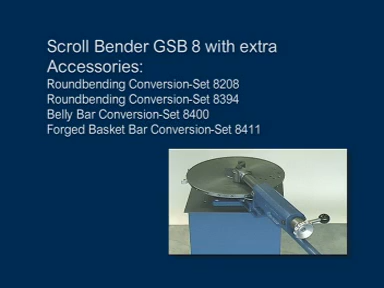 Scroll Bender GSB 8 with extra
Accessories:
Roundbending Conversion-Set 8208
Roundbending Conversion-Set 8394
Belly Bar Conversion-Set 8400
Forged Basket Bar Conversion-Set 8411